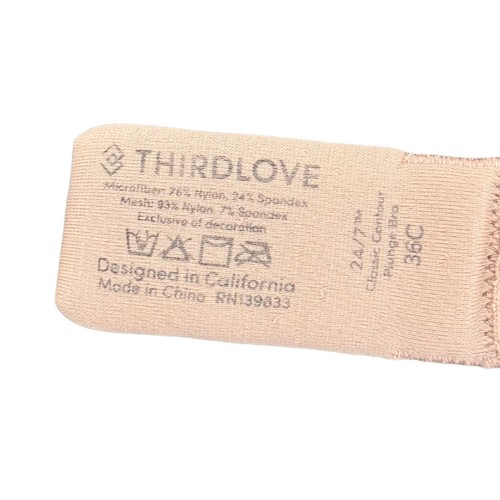 THIRDLOVE
Microfiber: 76% Nylon, 24% Spandex
Mesh: 93% Nylon, 7% Spandex
Exclusive of decoration
Designed in California
Made in China RN139833
24/7™
Classic Contour
Plunge Bra
36C